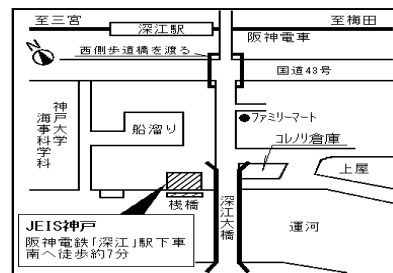 至三宮
深江駅
至梅田
阪神電車
西側歩道橋を渡る
国道43号
N
神戸大学
海事科学科
船溜り
ファミリーマート
コレノリ倉庫
上屋
桟橋
深江大橋
運河
JEIS神戸
阪神電鉄「深江」駅下車
南へ徒歩約7分